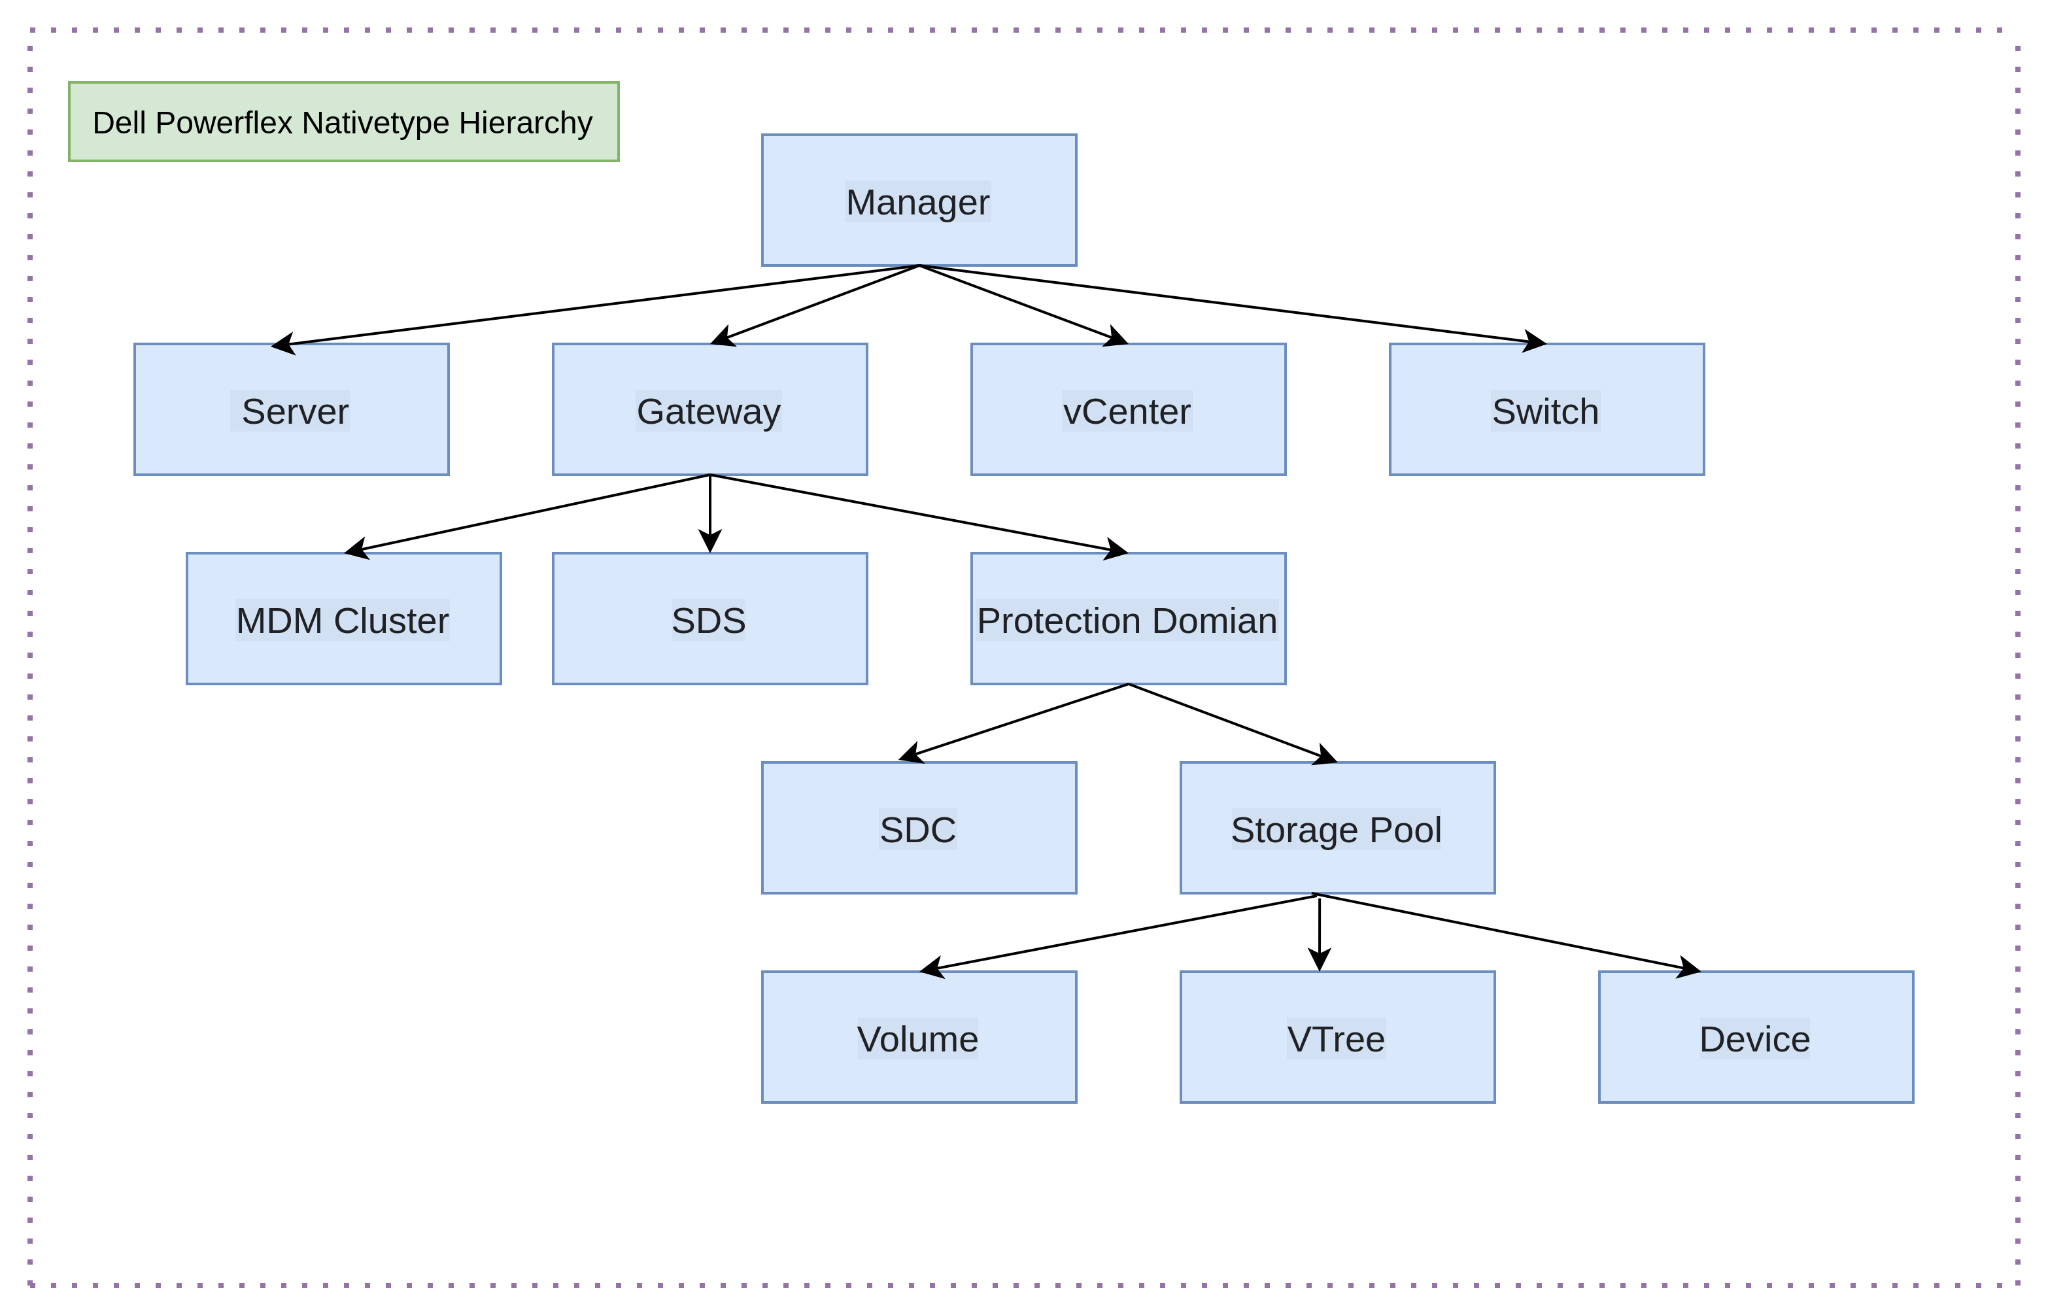 Dell Powerflex Nativetype Hierarchy
Manager
Server
Gateway
vCenter
Switch
MDM Cluster
SDS
Protection Domian
SDC
Storage Pool
Volume
VTree
Device